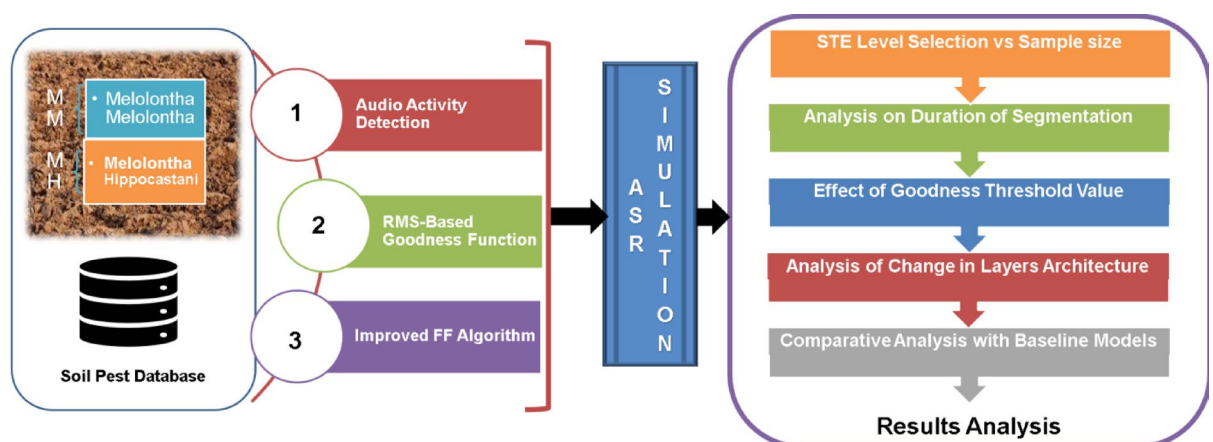 M
M
• Melolontha
Melolontha
M
H
• Melolontha
Hippocastani
Soil Pest Database
1
Audio Activity
Detection
2
RMS-Based
Goodness Function
3
Improved FF Algorithm
ASR
SIMULATION
STE Level Selection vs Sample size
Analysis on Duration of Segmentation
Effect of Goodness Threshold Value
Analysis of Change in Layers Architecture
Comparative Analysis with Baseline Models
Results Analysis